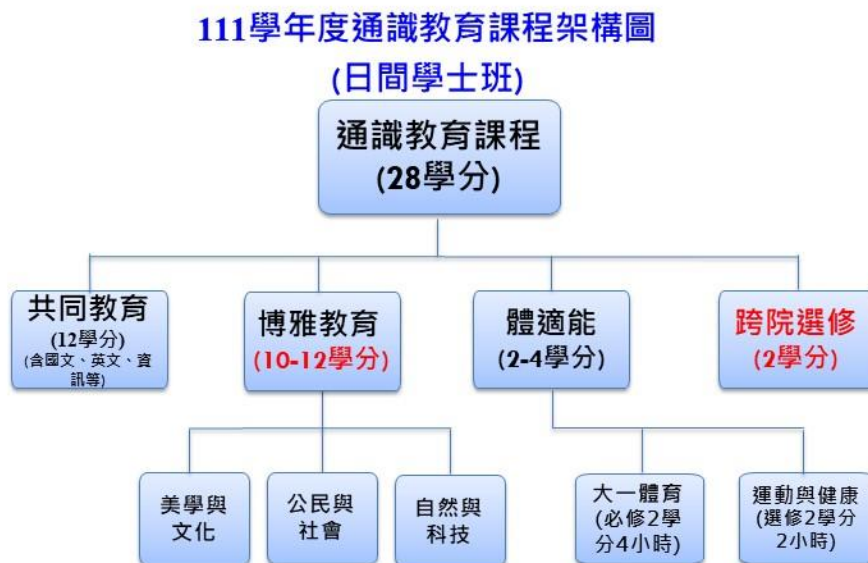 111學年度通識教育課程架構圖
(日間學士班)
通識教育課程
(28學分)
共同教育
(12學分)
(含國文、英文、資
訊等)
博雅教育
(10-12學分)
體適能
(2-4學分)
跨院選修
(2學分)
美學與
文化
公民與
社會
自然與
科技
大一體育
(必修2學
分4小時)
運動與健康
(選修2學分
2小時)